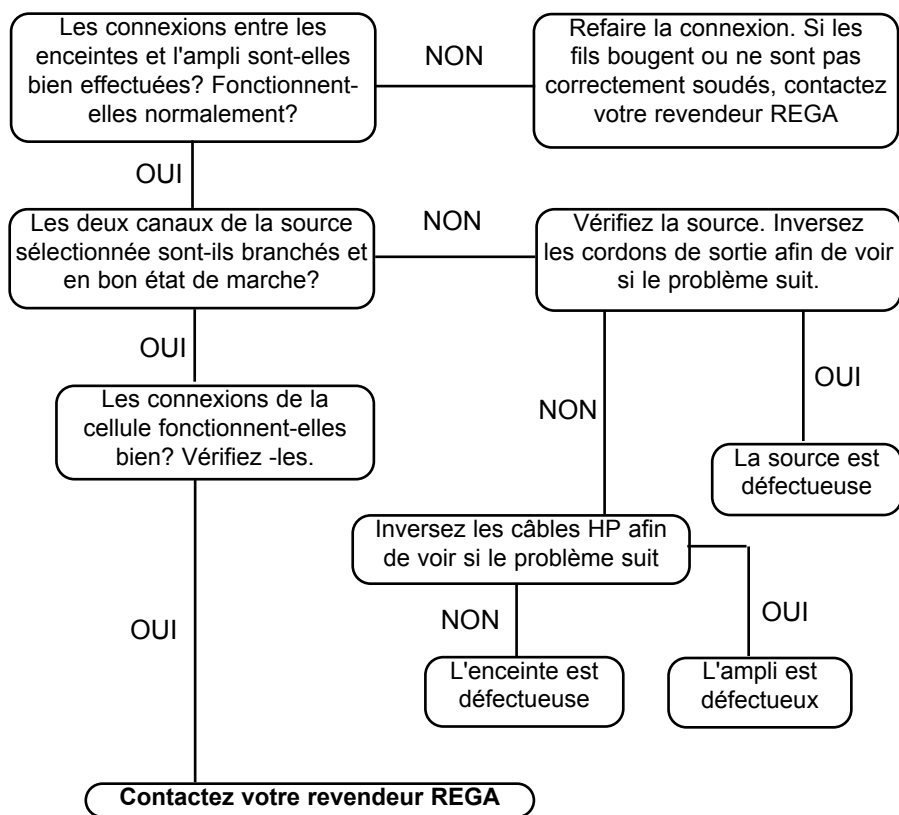 Les connexions entre les
enceintes et l'ampli sont-elles
bien effectuées? Fonctionnent-
elles normalement?
NON
Refaire la connexion. Si les
fils bougent ou ne sont pas
correctement soudés, contactez
votre revendeur REGA
OUI
Les deux canaux de la source
sélectionnée sont-ils branchés et
en bon état de marche?
NON
Vérifiez la source. Inversez
les cordons de sortie afin de voir
si le problème suit.
OUI
Les connexions de la
cellule fonctionnent-elles
bien? Vérifiez -les.
NON
OUI
La source est
défectueuse
Inversez les câbles HP afin
de voir si le problème suit
OUI
NON
OUI
L'enceinte est
défectueuse
L'ampli est
défectueux
Contactez votre revendeur REGA